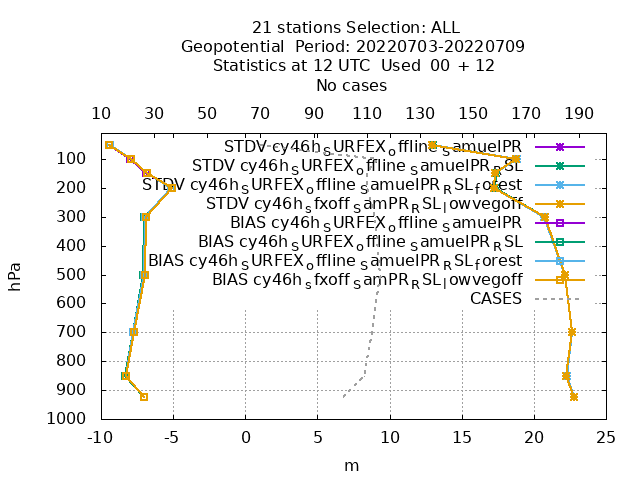 21 stations Selection: ALL
Geopotential  Period: 20220703-20220709
Statistics at 12 UTC  Used  00 + 12
No cases
10 30 50 70 90 110 130 150 170 190
STDV cy46h_SURFEX_offline_SamuelPR
STDV cy46h_SURFEX_offline_SamuelPR_RSL
STDV cy46h_SURFEX_offline_SamuelPR_RSL_forest
STDV cy46h_sfxoff_SamPR_RSL_lowvegoff
BIAS cy46h_SURFEX_offline_SamuelPR
BIAS cy46h_SURFEX_offline_SamuelPR_RSL
BIAS cy46h_SURFEX_offline_SamuelPR_RSL_forest
BIAS cy46h_sfxoff_SamPR_RSL_lowvegoff
CASES
hPa
100
200
300
400
500
600
700
800
900
1000
-10 -5 0 5 10 15 20 25
m